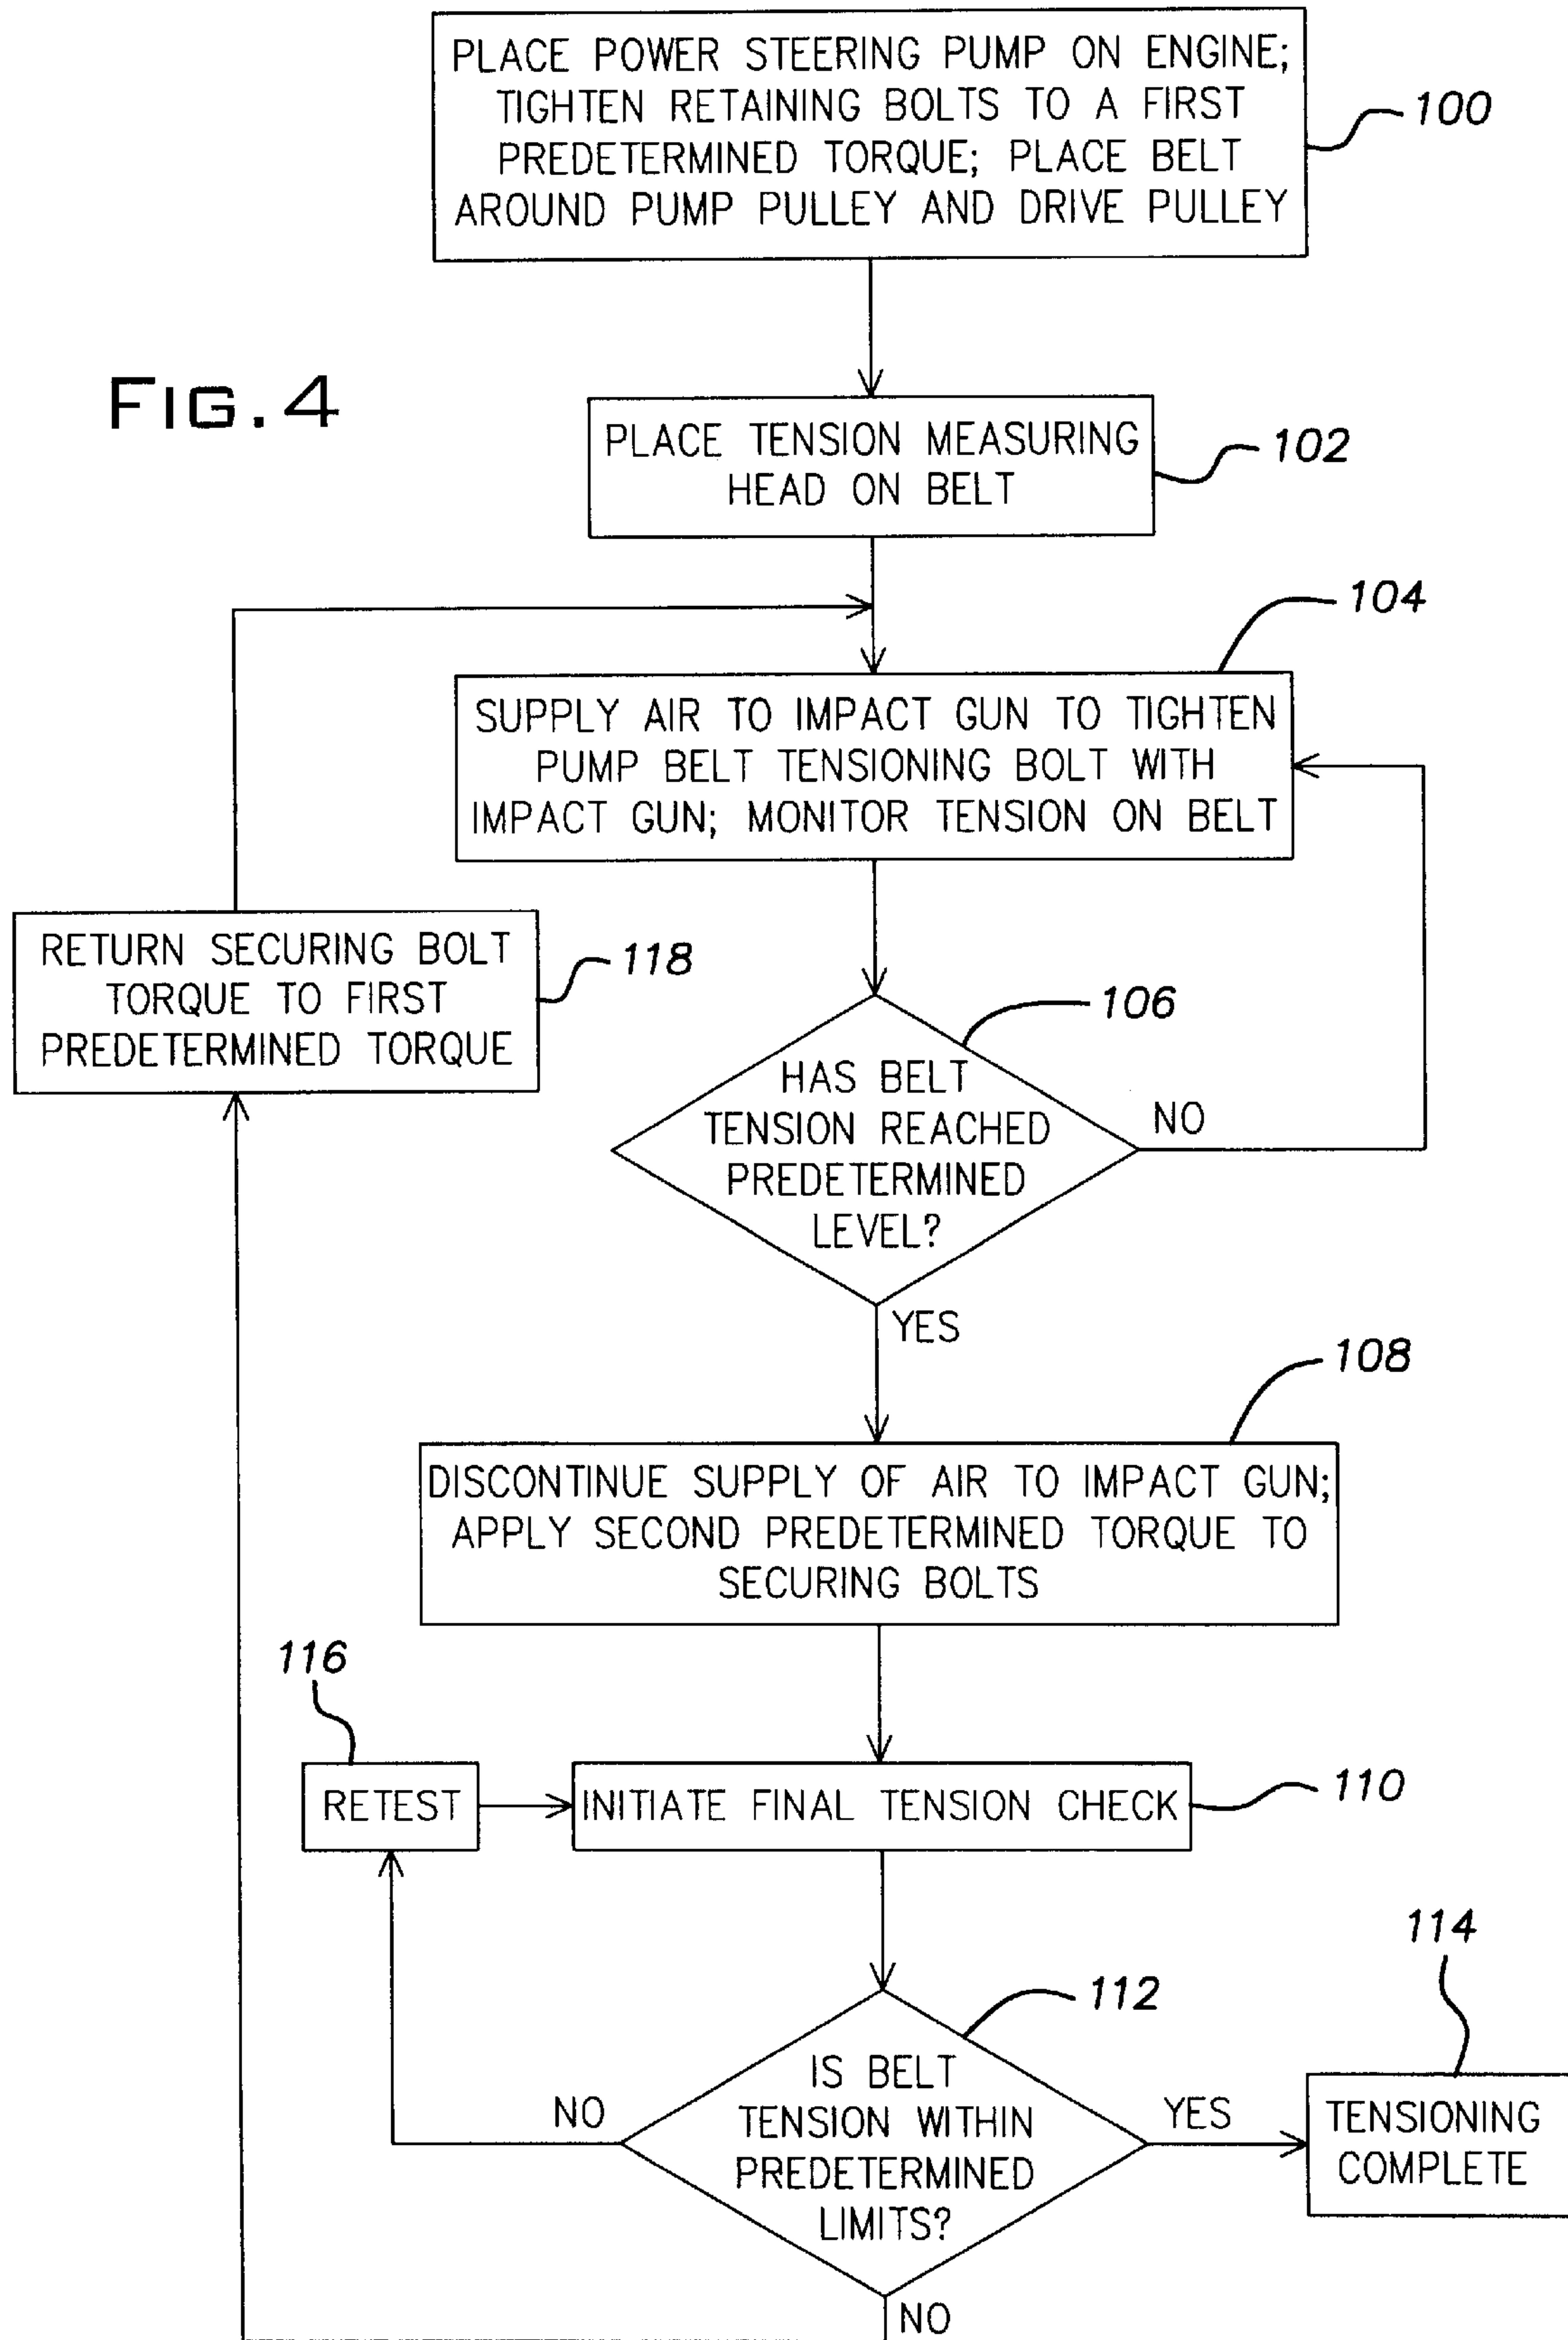 PLACE POWER STEERING PUMP ON ENGINE;
TIGHTEN RETAINING BOLTS TO A FIRST
PREDETERMINED TORQUE; PLACE BELT
AROUND PUMP PULLEY AND DRIVE PULLEY
100
FIG. 4
PLACE TENSION MEASURING
HEAD ON BELT
102
104
SUPPLY AIR TO IMPACT GUN TO TIGHTEN
PUMP BELT TENSIONING BOLT WITH
IMPACT GUN; MONITOR TENSION ON BELT
RETURN SECURING BOLT
TORQUE TO FIRST
PREDETERMINED TORQUE
118
106
HAS BELT
TENSION REACHED
PREDETERMINED
LEVEL?
NO
YES
108
DISCONTINUE SUPPLY OF AIR TO IMPACT GUN;
APPLY SECOND PREDETERMINED TORQUE TO
SECURING BOLTS
116
RETEST
INITIATE FINAL TENSION CHECK
110
112
114
IS BELT
TENSION WITHIN
PREDETERMINED
LIMITS?
NO
YES
TENSIONING
COMPLETE
NO